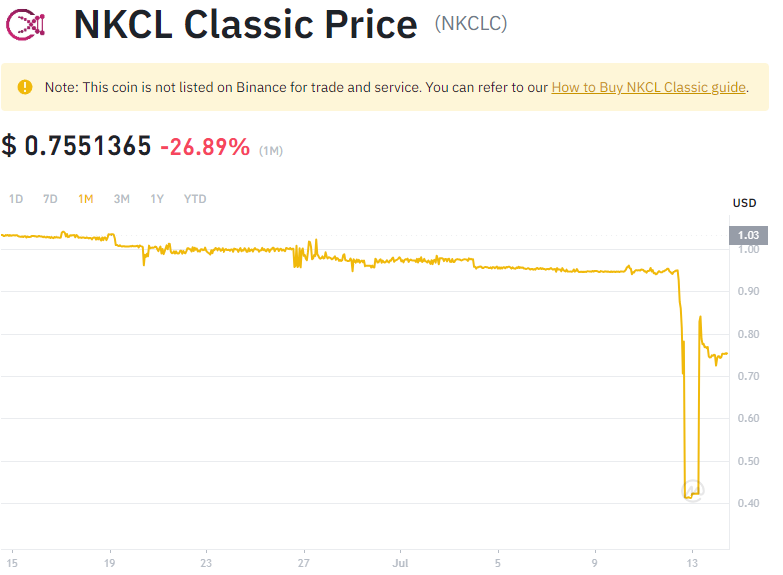 NKCL Classic Price (NKCLC)
Note: This coin is not listed on Binance for trade and service. You can refer to our How to Buy NKCL Classic guide.
$ 0.7551365 -26.89% (1M)
1D 7D 1M 3M 1Y YTD
USD
1.03
1.00
0.90
0.80
0.70
0.60
0.50
0.40
15 19 23 27 Jul 5 9 13